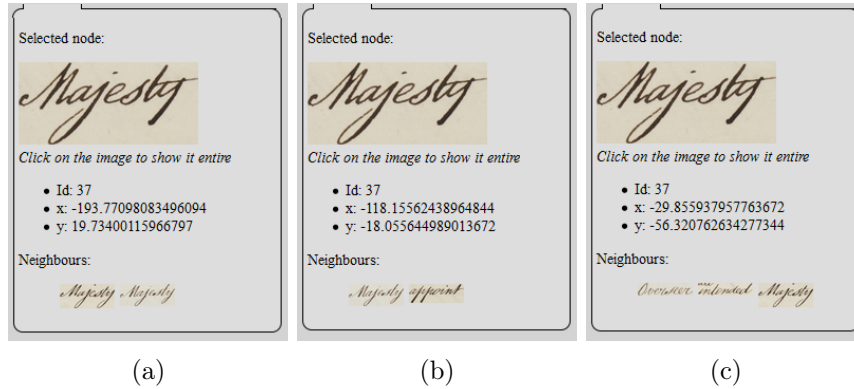 Selected node:
Majesty
Click on the image to show it entire
• Id: 37
• x: -193.77098083496094
• y: 19.73400115966797
Neighbours:
Majesty Majesty
(a)
Selected node:
Majesty
Click on the image to show it entire
• Id: 37
• x: -118.15562438964844
• y: -18.055644989013672
Neighbours:
Majesty appoint
(b)
Selected node:
Majesty
Click on the image to show it entire
• Id: 37
• x: -29.855937957763672
• y: -56.320762634277344
Neighbours:
Overseer intended Majesty
(c)